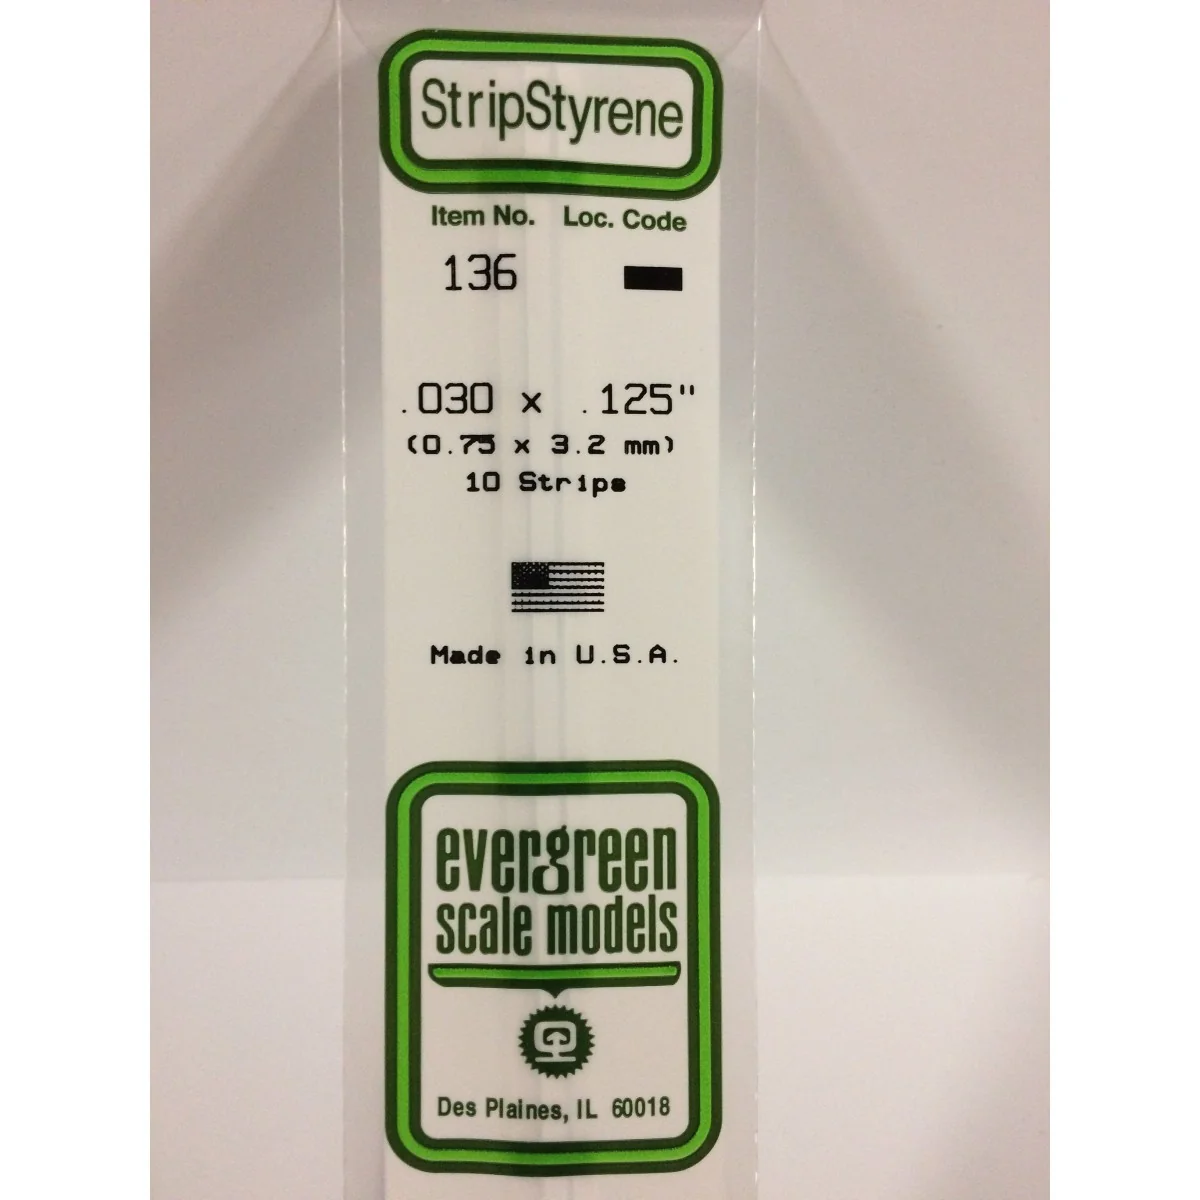 StripStyrene
Item No. Loc. Code
136
.030 x .125"
(0.75 x 3.2 mm)
10 Strips
Made in U.S.A.
evergreen
scale models
Des Plaines, IL 60018